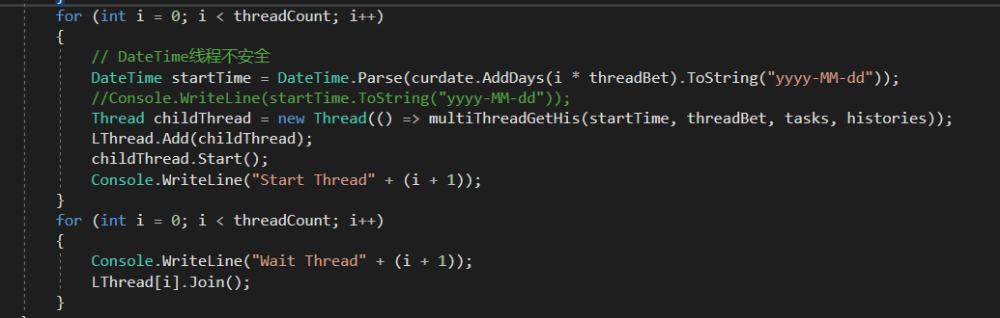 for (int i = 0; i < threadCount; i++)
{
// DateTime线程不安全
DateTime startTime = DateTime.Parse(curdate.AddDays(i * threadBet).ToString("yyyy-MM-dd"));
//Console.WriteLine(startTime.ToString("yyyy-MM-dd"));
Thread childThread = new Thread(() => multiThreadGetHis(startTime, threadBet, tasks, histories));
LThread.Add(childThread);
childThread.Start();
Console.WriteLine("Start Thread" + (i + 1));
}
for (int i = 0; i < threadCount; i++)
{
Console.WriteLine("Wait Thread" + (i + 1));
LThread[i].Join();
}